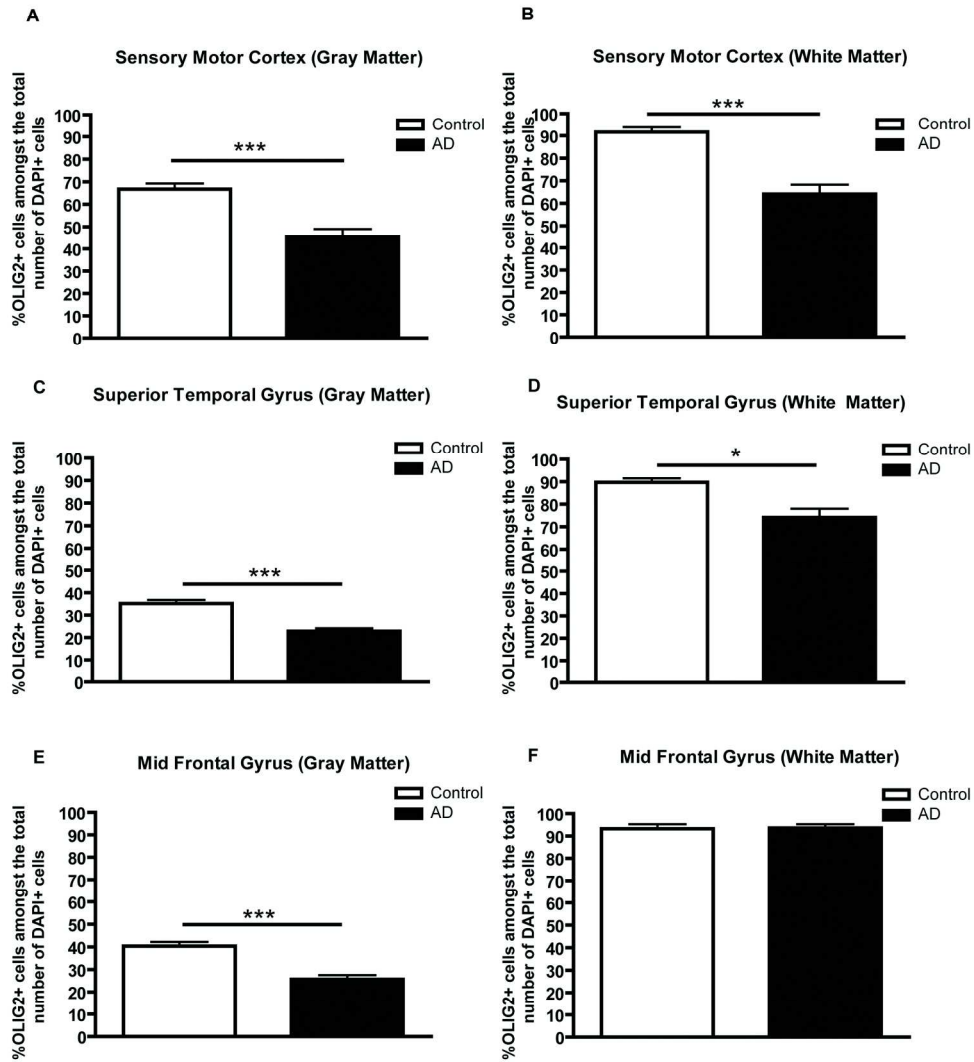 A
Sensory Motor Cortex (Gray Matter)
%OLIG2+ cells amongst the total
number of DAPI+ cells
100
90
80
70
60
50
40
30
20
10
0
***
Control
AD
B
Sensory Motor Cortex (White Matter)
%OLIG2+ cells amongst the total
number of DAPI+ cells
100
90
80
70
60
50
40
30
20
10
0
***
Control
AD
C
Superior Temporal Gyrus (Gray Matter)
%OLIG2+ cells amongst the total
number of DAPI+ cells
100
90
80
70
60
50
40
30
20
10
0
***
Control
AD
D
Superior Temporal Gyrus (White Matter)
%OLIG2+ cells amongst the total
number of DAPI+ cells
100
90
80
70
60
50
40
30
20
10
0
*
Control
AD
E
Mid Frontal Gyrus (Gray Matter)
%OLIG2+ cells amongst the total
number of DAPI+ cells
100
90
80
70
60
50
40
30
20
10
0
***
Control
AD
F
Mid Frontal Gyrus (White Matter)
%OLIG2+ cells amongst the total
number of DAPI+ cells
100
90
80
70
60
50
40
30
20
10
0
Control
AD